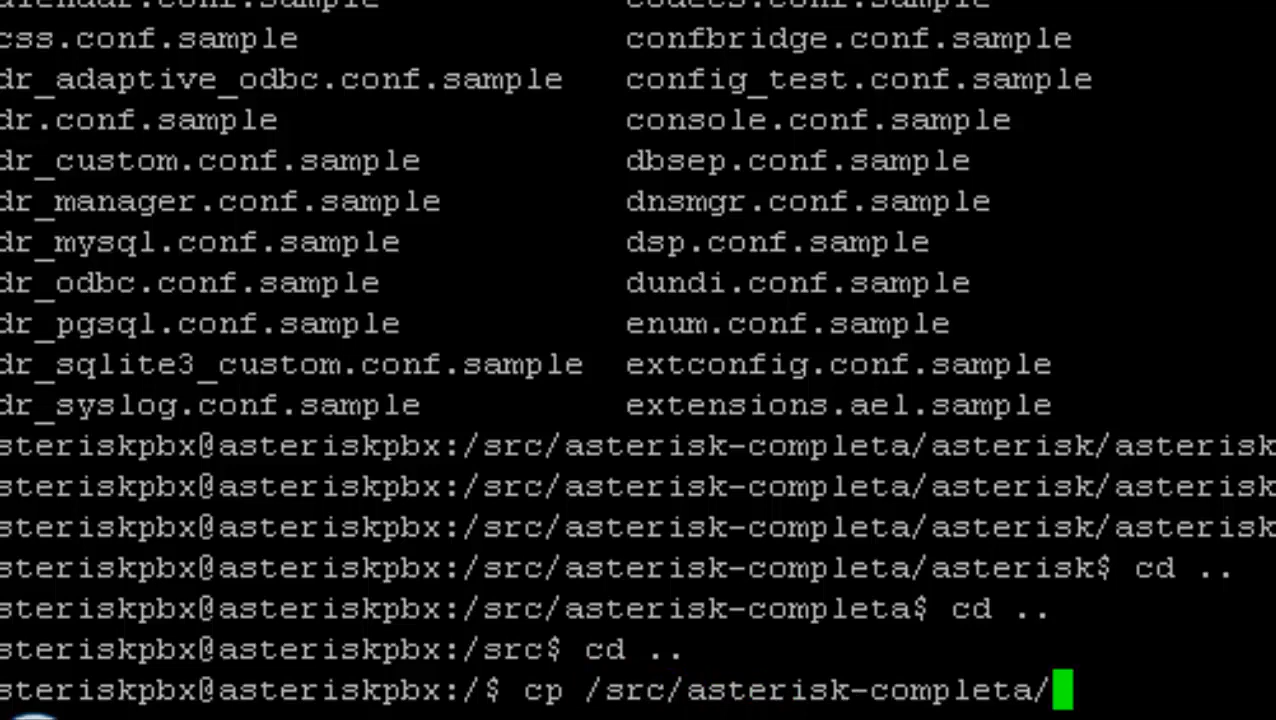 css.conf.sample confbridge.conf.sample
dr_adaptive_odbc.conf.sample config_test.conf.sample
dr.conf.sample console.conf.sample
dr_custom.conf.sample dbsep.conf.sample
dr_manager.conf.sample dnsmgr.conf.sample
dr_mysql.conf.sample dsp.conf.sample
dr_odbc.conf.sample dundi.conf.sample
dr_pgsql.conf.sample enum.conf.sample
dr_sqlite3_custom.conf.sample extconfig.conf.sample
dr_syslog.conf.sample extensions.ael.sample
steriskpbx@asteriskpbx:/src/asterisk-completa/asterisk/asterisk
steriskpbx@asteriskpbx:/src/asterisk-completa/asterisk/asterisk
steriskpbx@asteriskpbx:/src/asterisk-completa/asterisk/asterisk
steriskpbx@asteriskpbx:/src/asterisk-completa/asterisk$ cd ..
steriskpbx@asteriskpbx:/src/asterisk-completa$ cd ..
steriskpbx@asteriskpbx:/src$ cd ..
steriskpbx@asteriskpbx:/$ cp /src/asterisk-completa/